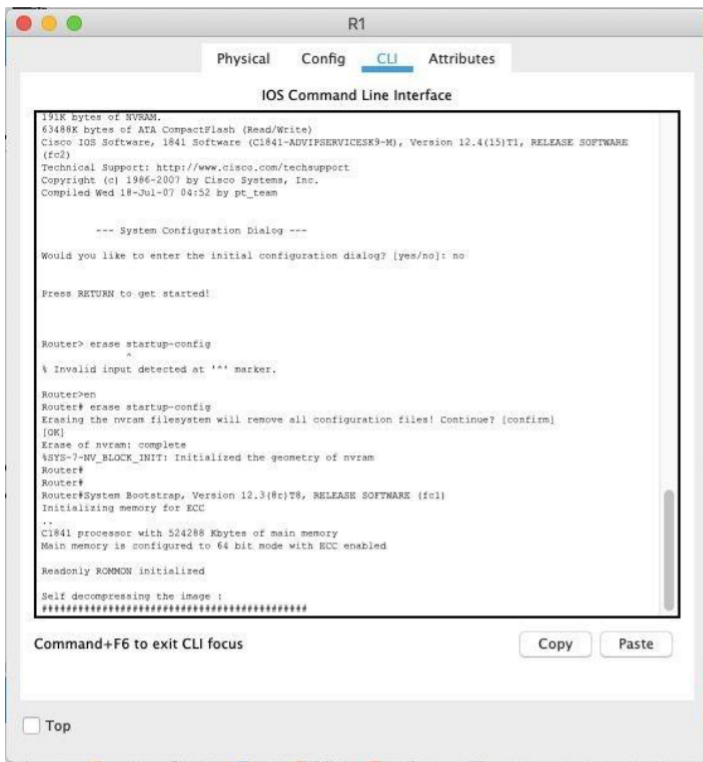 R1
Physical Config CLI Attributes
IOS Command Line Interface
191K bytes of NVRAM.
63488K bytes of ATA CompactFlash (Read/Write)
Cisco IOS Software, 1841 Software (C1841-ADVIPSERVICESK9-M), Version 12.4(15)T1, RELEASE SOFTWARE
(fc2)
Technical Support: http://www.cisco.com/techsupport
Copyright (c) 1986-2007 by Cisco Systems, Inc.
Compiled Wed 18-Jul-07 04:52 by pt_team
--- System Configuration Dialog ---
Would you like to enter the initial configuration dialog? [yes/no]: no
Press RETURN to get started!
Router> erase startup-config
^
% Invalid input detected at '^' marker.
Router>en
Router# erase startup-config
Erasing the nvram filesystem will remove all configuration files! Continue? [confirm]
[OK]
Erase of nvram: complete
%SYS-7-NV_BLOCK_INIT: Initialized the geometry of nvram
Router#
Router#
Router#System Bootstrap, Version 12.3(8r)T8, RELEASE SOFTWARE (fc1)
Initializing memory for ECC
..
C1841 processor with 524288 Kbytes of main memory
Main memory is configured to 64 bit mode with ECC enabled
Readonly ROMMON initialized
Self decompressing the image :
############################################
Command+F6 to exit CLI focus
Copy Paste
Top